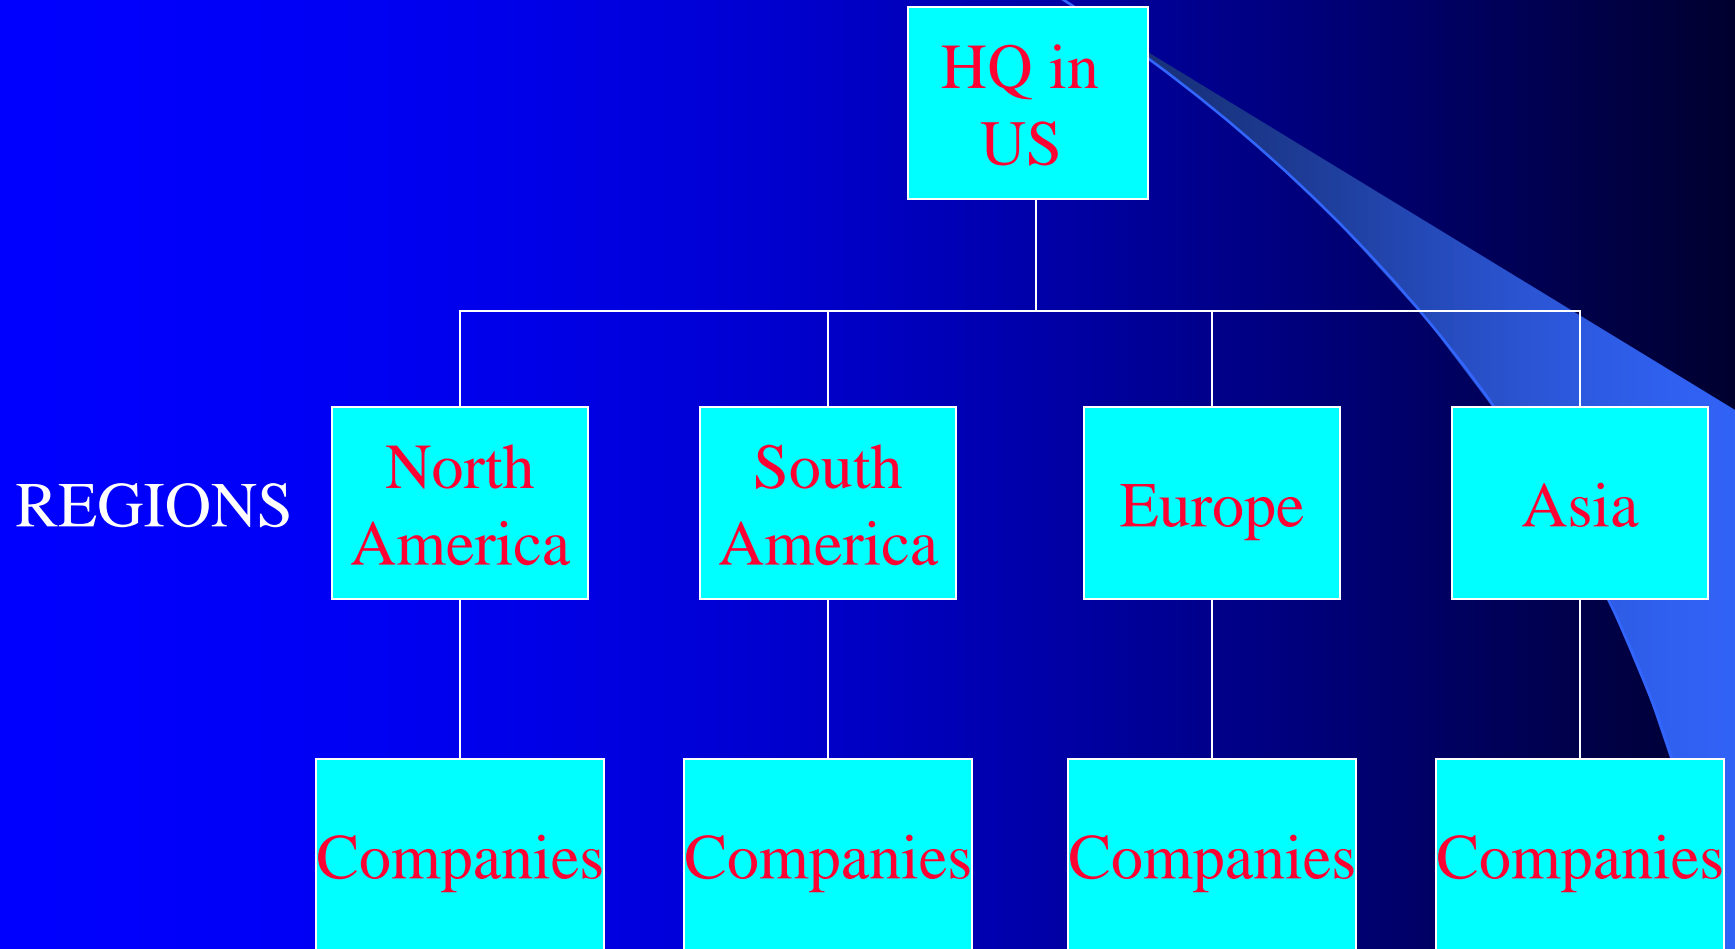 HQ in
US
REGIONS
North
America
South
America
Europe
Asia
Companies
Companies
Companies
Companies